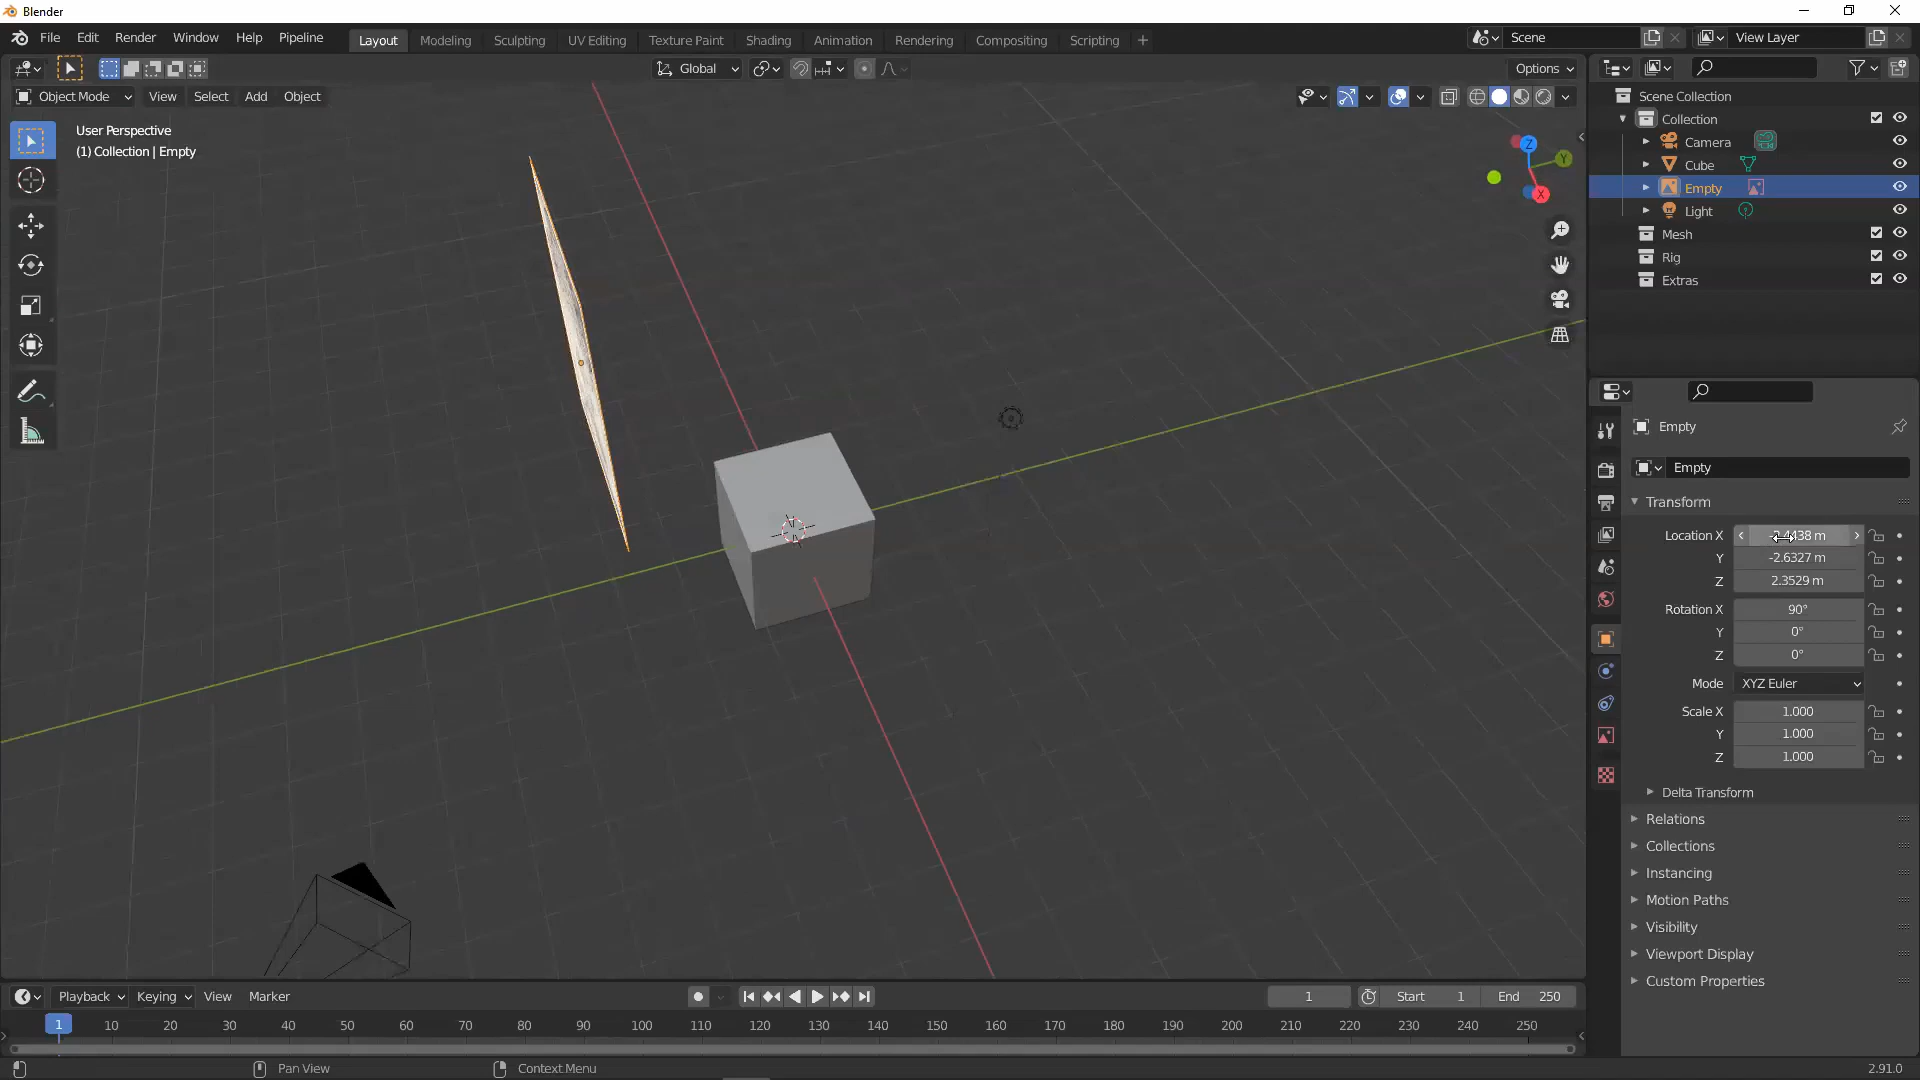 Blender
File Edit Render Window Help Pipeline Layout Modeling Sculpting UV Editing Texture Paint Shading Animation Rendering Compositing Scripting + Scene View Layer
Global Options
Object Mode View Select Add Object
User Perspective
(1) Collection | Empty
Z
Y
X
Scene Collection
Collection
Camera
Cube
Empty
Light
Mesh
Rig
Extras
Empty
Empty
Transform
Location X -2.4438 m
Y -2.6327 m
Z 2.3529 m
Rotation X 90°
Y 0°
Z 0°
Mode XYZ Euler
Scale X 1.000
Y 1.000
Z 1.000
Delta Transform
Relations
Collections
Instancing
Motion Paths
Visibility
Viewport Display
Custom Properties
Playback Keying View Marker 1 Start 1 End 250
1 10 20 30 40 50 60 70 80 90 100 110 120 130 140 150 160 170 180 190 200 210 220 230 240 250
Pan View Context Menu 2.91.0